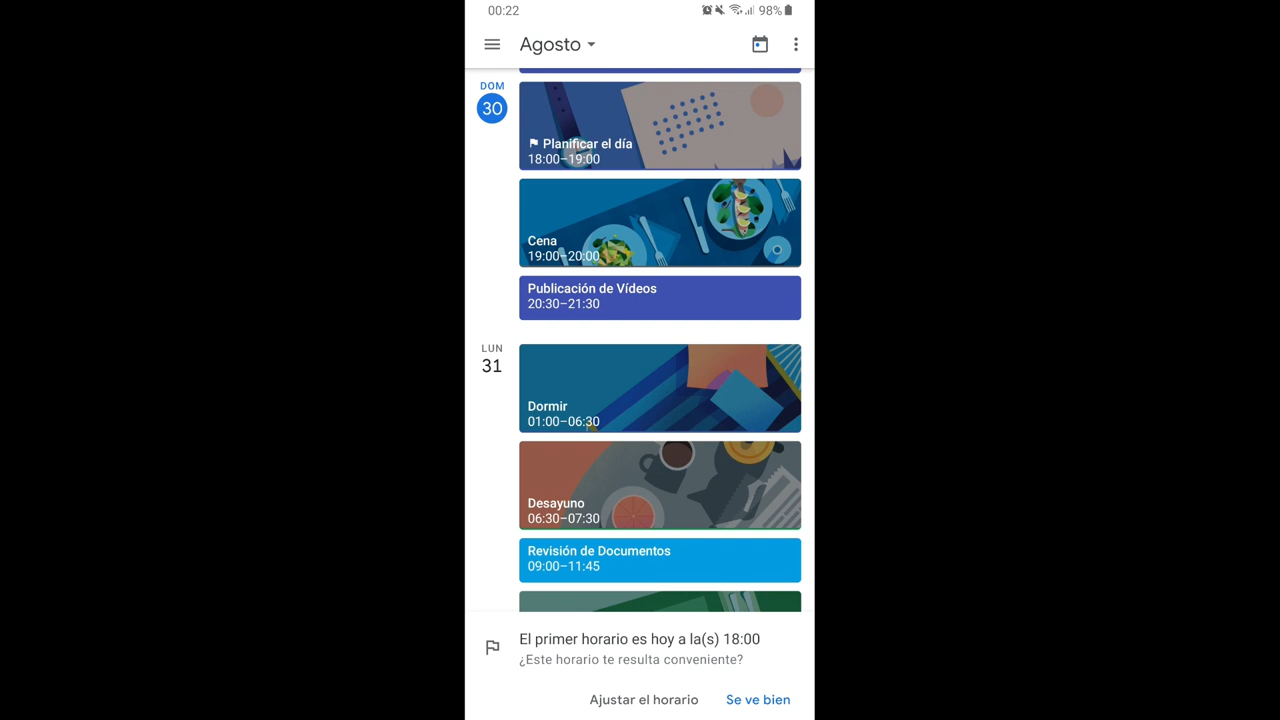 00:22
98%
Agosto
DOM
30
Planificar el día
18:00–19:00
Cena
19:00–20:00
Publicación de Vídeos
20:30–21:30
LUN
31
Dormir
01:00–06:30
Desayuno
06:30–07:30
Revisión de Documentos
09:00–11:45
El primer horario es hoy a la(s) 18:00
¿Este horario te resulta conveniente?
Ajustar el horario
Se ve bien